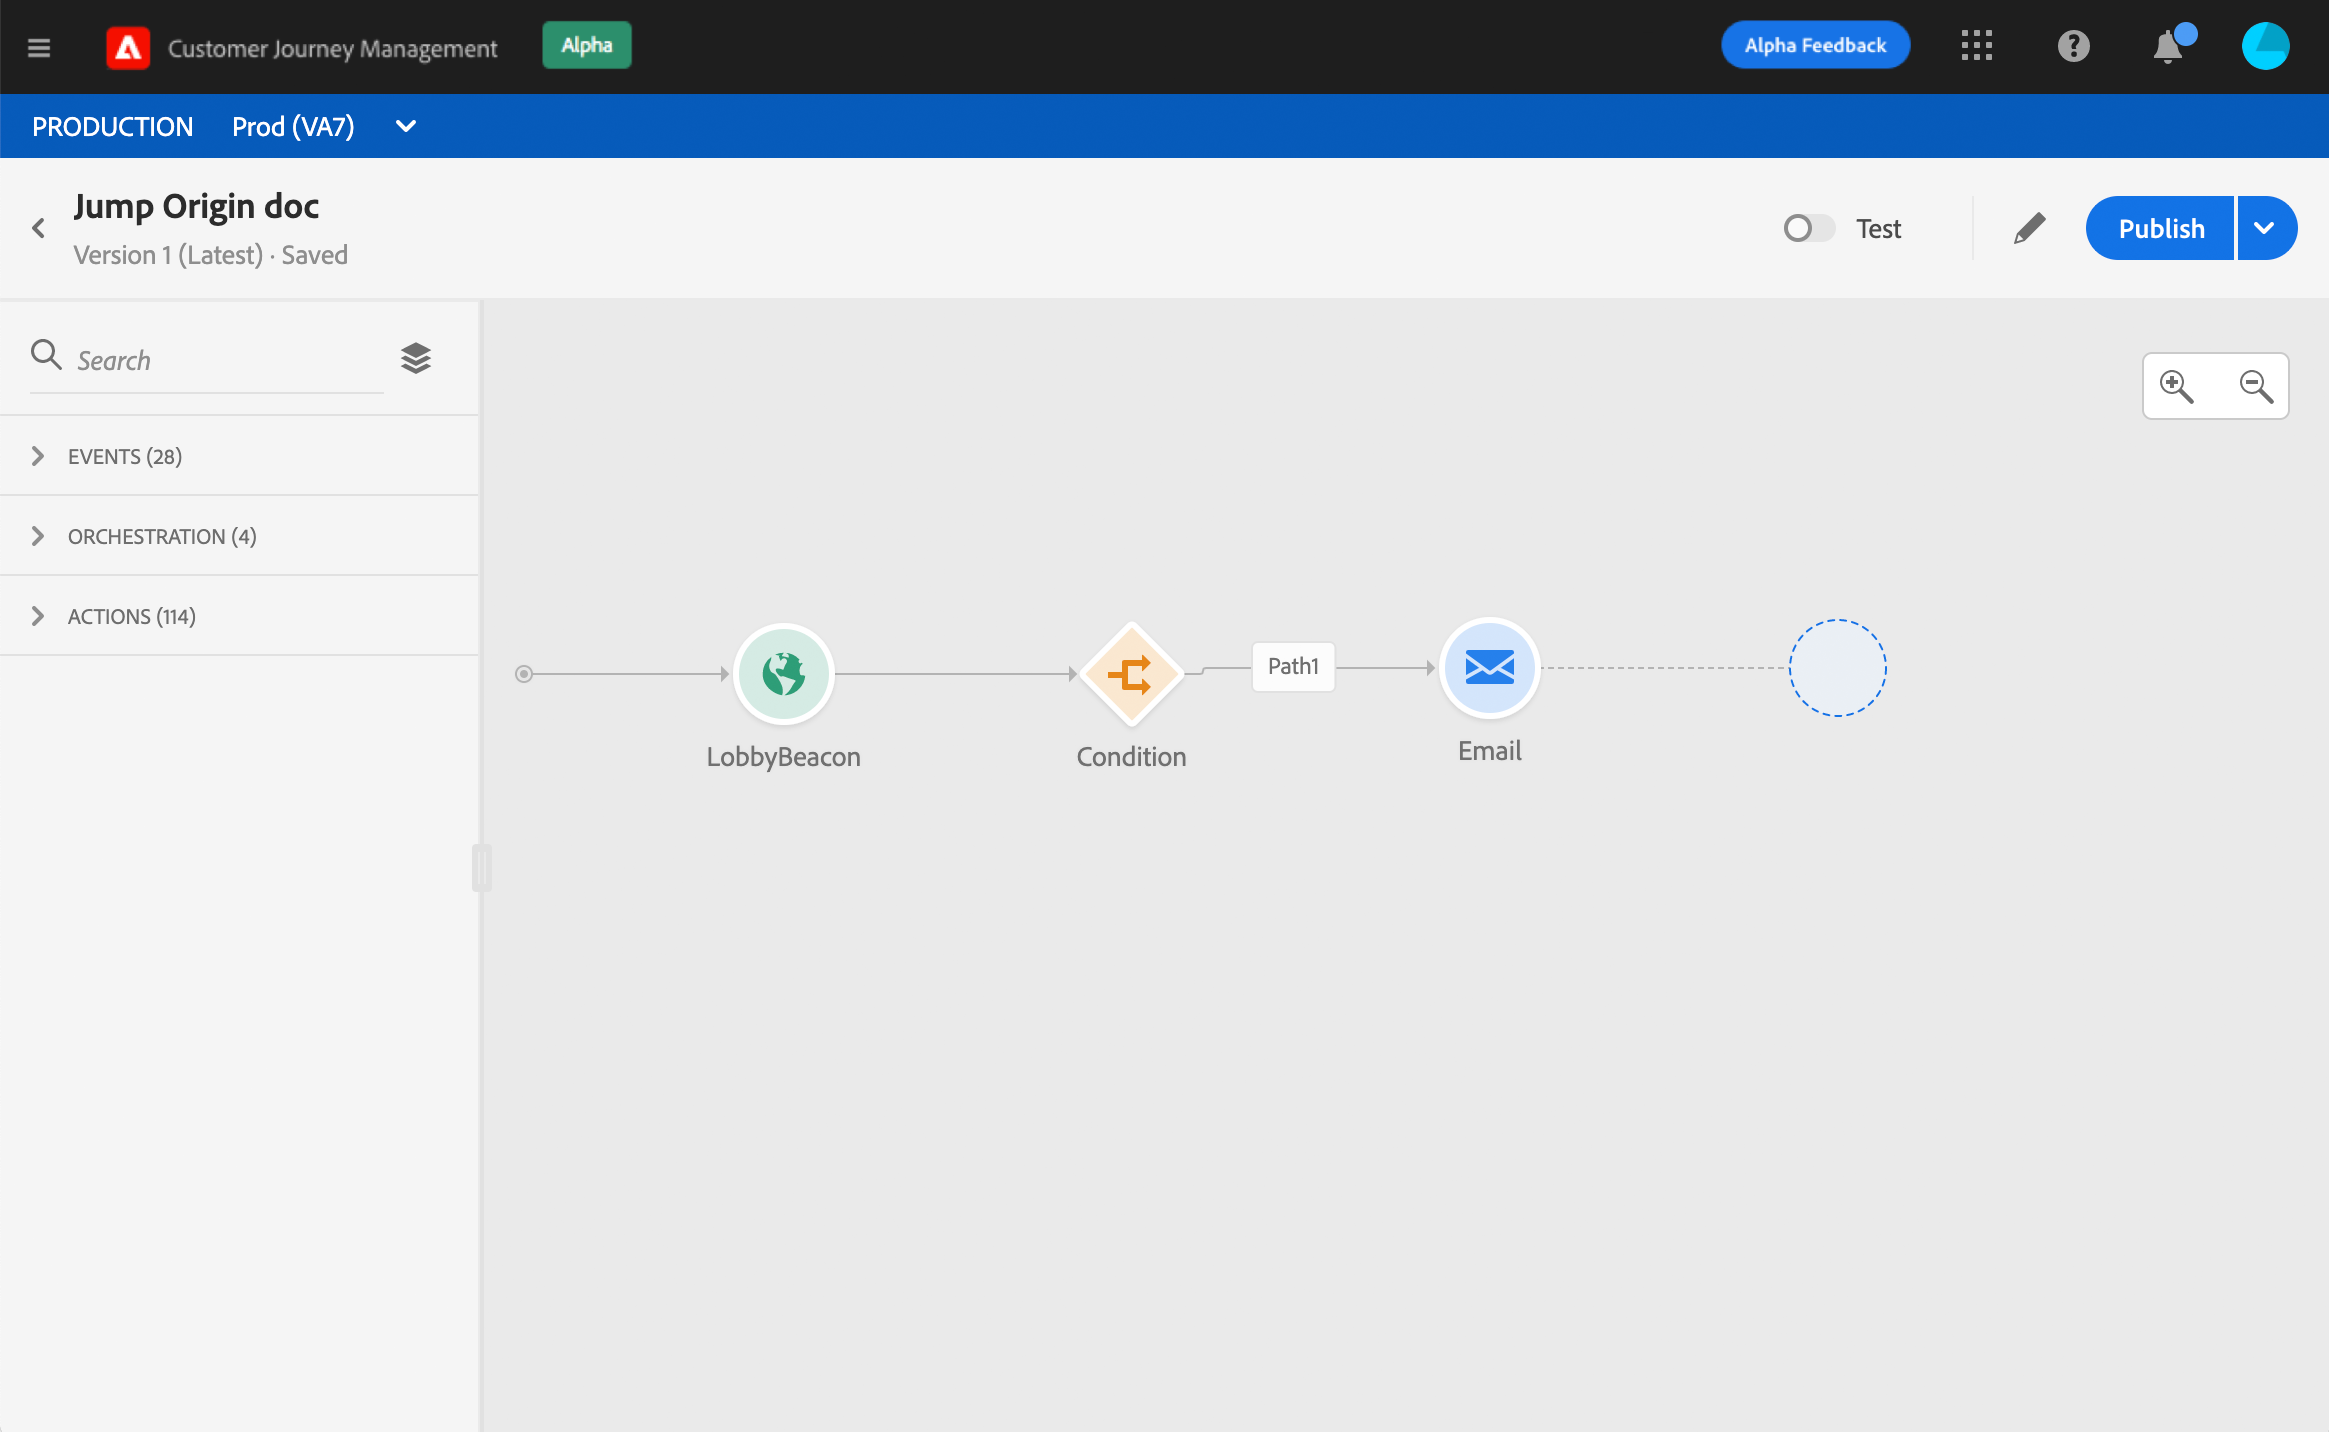 Customer Journey Management
Alpha
Alpha Feedback
PRODUCTION
Prod (VA7)
Jump Origin doc
Version 1 (Latest) · Saved
Test
Publish
Search
EVENTS (28)
ORCHESTRATION (4)
ACTIONS (114)
Path1
LobbyBeacon
Condition
Email